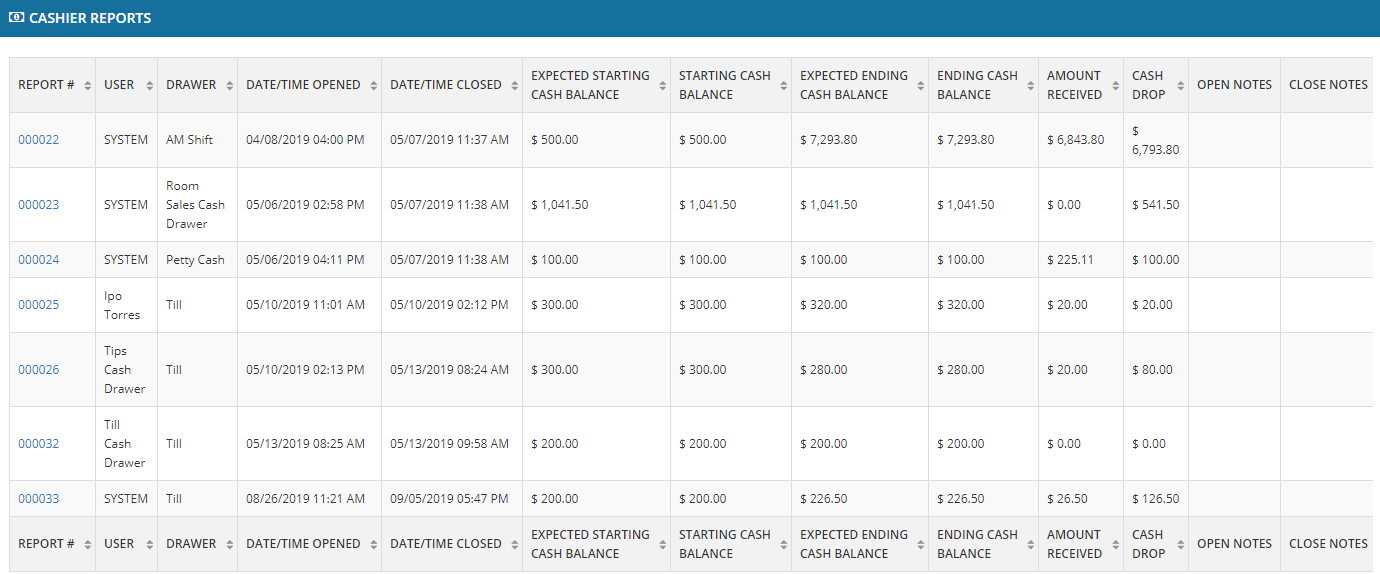 CASHIER REPORTS
REPORT # USER DRAWER DATE/TIME OPENED DATE/TIME CLOSED EXPECTED STARTING CASH BALANCE STARTING CASH BALANCE EXPECTED ENDING CASH BALANCE ENDING CASH BALANCE AMOUNT RECEIVED CASH DROP OPEN NOTES CLOSE NOTES
000022 SYSTEM AM Shift 04/08/2019 04:00 PM 05/07/2019 11:37 AM $ 500.00 $ 500.00 $ 7,293.80 $ 7,293.80 $ 6,843.80 $ 6,793.80
000023 SYSTEM Room Sales Cash Drawer 05/06/2019 02:58 PM 05/07/2019 11:38 AM $ 1,041.50 $ 1,041.50 $ 1,041.50 $ 1,041.50 $ 0.00 $ 541.50
000024 SYSTEM Petty Cash 05/06/2019 04:11 PM 05/07/2019 11:38 AM $ 100.00 $ 100.00 $ 100.00 $ 100.00 $ 225.11 $ 100.00
000025 Ipo Torres Till 05/10/2019 11:01 AM 05/10/2019 02:12 PM $ 300.00 $ 300.00 $ 320.00 $ 320.00 $ 20.00 $ 20.00
000026 Tips Cash Drawer Till 05/10/2019 02:13 PM 05/13/2019 08:24 AM $ 300.00 $ 300.00 $ 280.00 $ 280.00 $ 20.00 $ 80.00
000032 Till Cash Drawer Till 05/13/2019 08:25 AM 05/13/2019 09:58 AM $ 200.00 $ 200.00 $ 200.00 $ 200.00 $ 0.00 $ 0.00
000033 SYSTEM Till 08/26/2019 11:21 AM 09/05/2019 05:47 PM $ 200.00 $ 200.00 $ 226.50 $ 226.50 $ 26.50 $ 126.50
REPORT # USER DRAWER DATE/TIME OPENED DATE/TIME CLOSED EXPECTED STARTING CASH BALANCE STARTING CASH BALANCE EXPECTED ENDING CASH BALANCE ENDING CASH BALANCE AMOUNT RECEIVED CASH DROP OPEN NOTES CLOSE NOTES